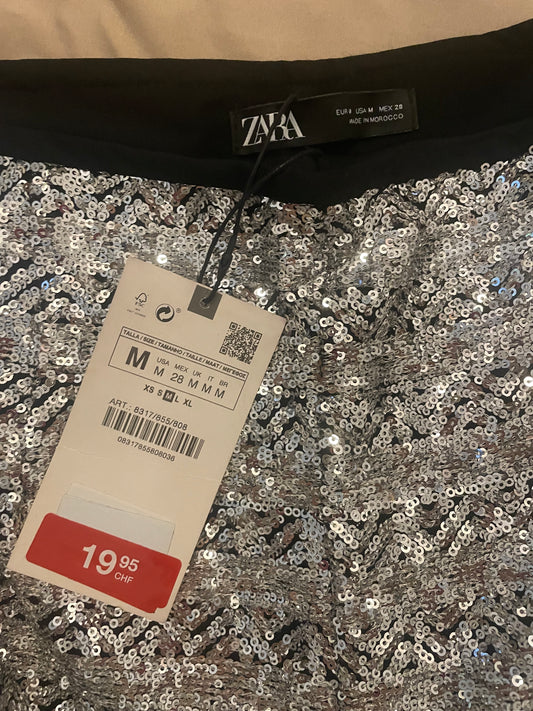 ZARA
EUR M USA M MEX 28
MADE IN MOROCCO
TALLA / SIZE / TAMANHO / TAILLE / MAAT / МЕГЕӨОС
M
USA MEX UK IT BR
M 28 M M M
XS S M L XL
ART.: 8317/855/808
08317855808036
19.95
CHF